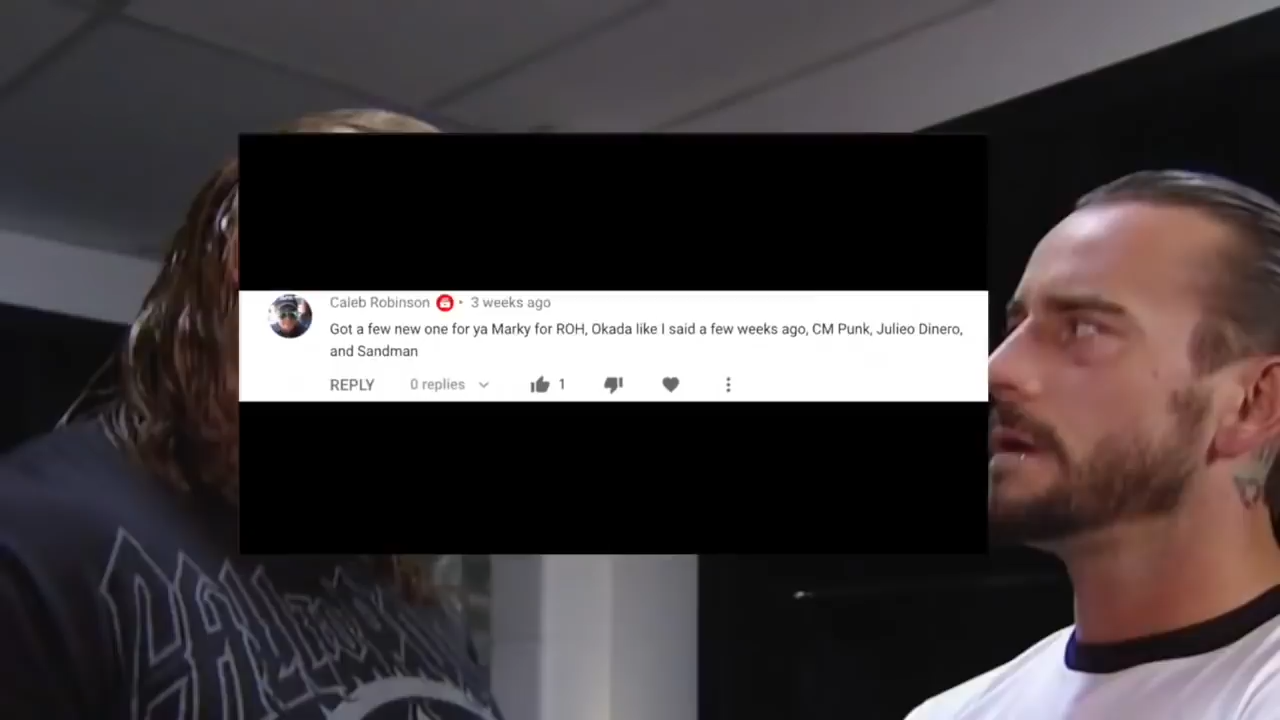 Caleb Robinson • 3 weeks ago
Got a few new one for ya Marky for ROH, Okada like I said a few weeks ago, CM Punk, Julieo Dinero,
and Sandman
REPLY 0 replies 1